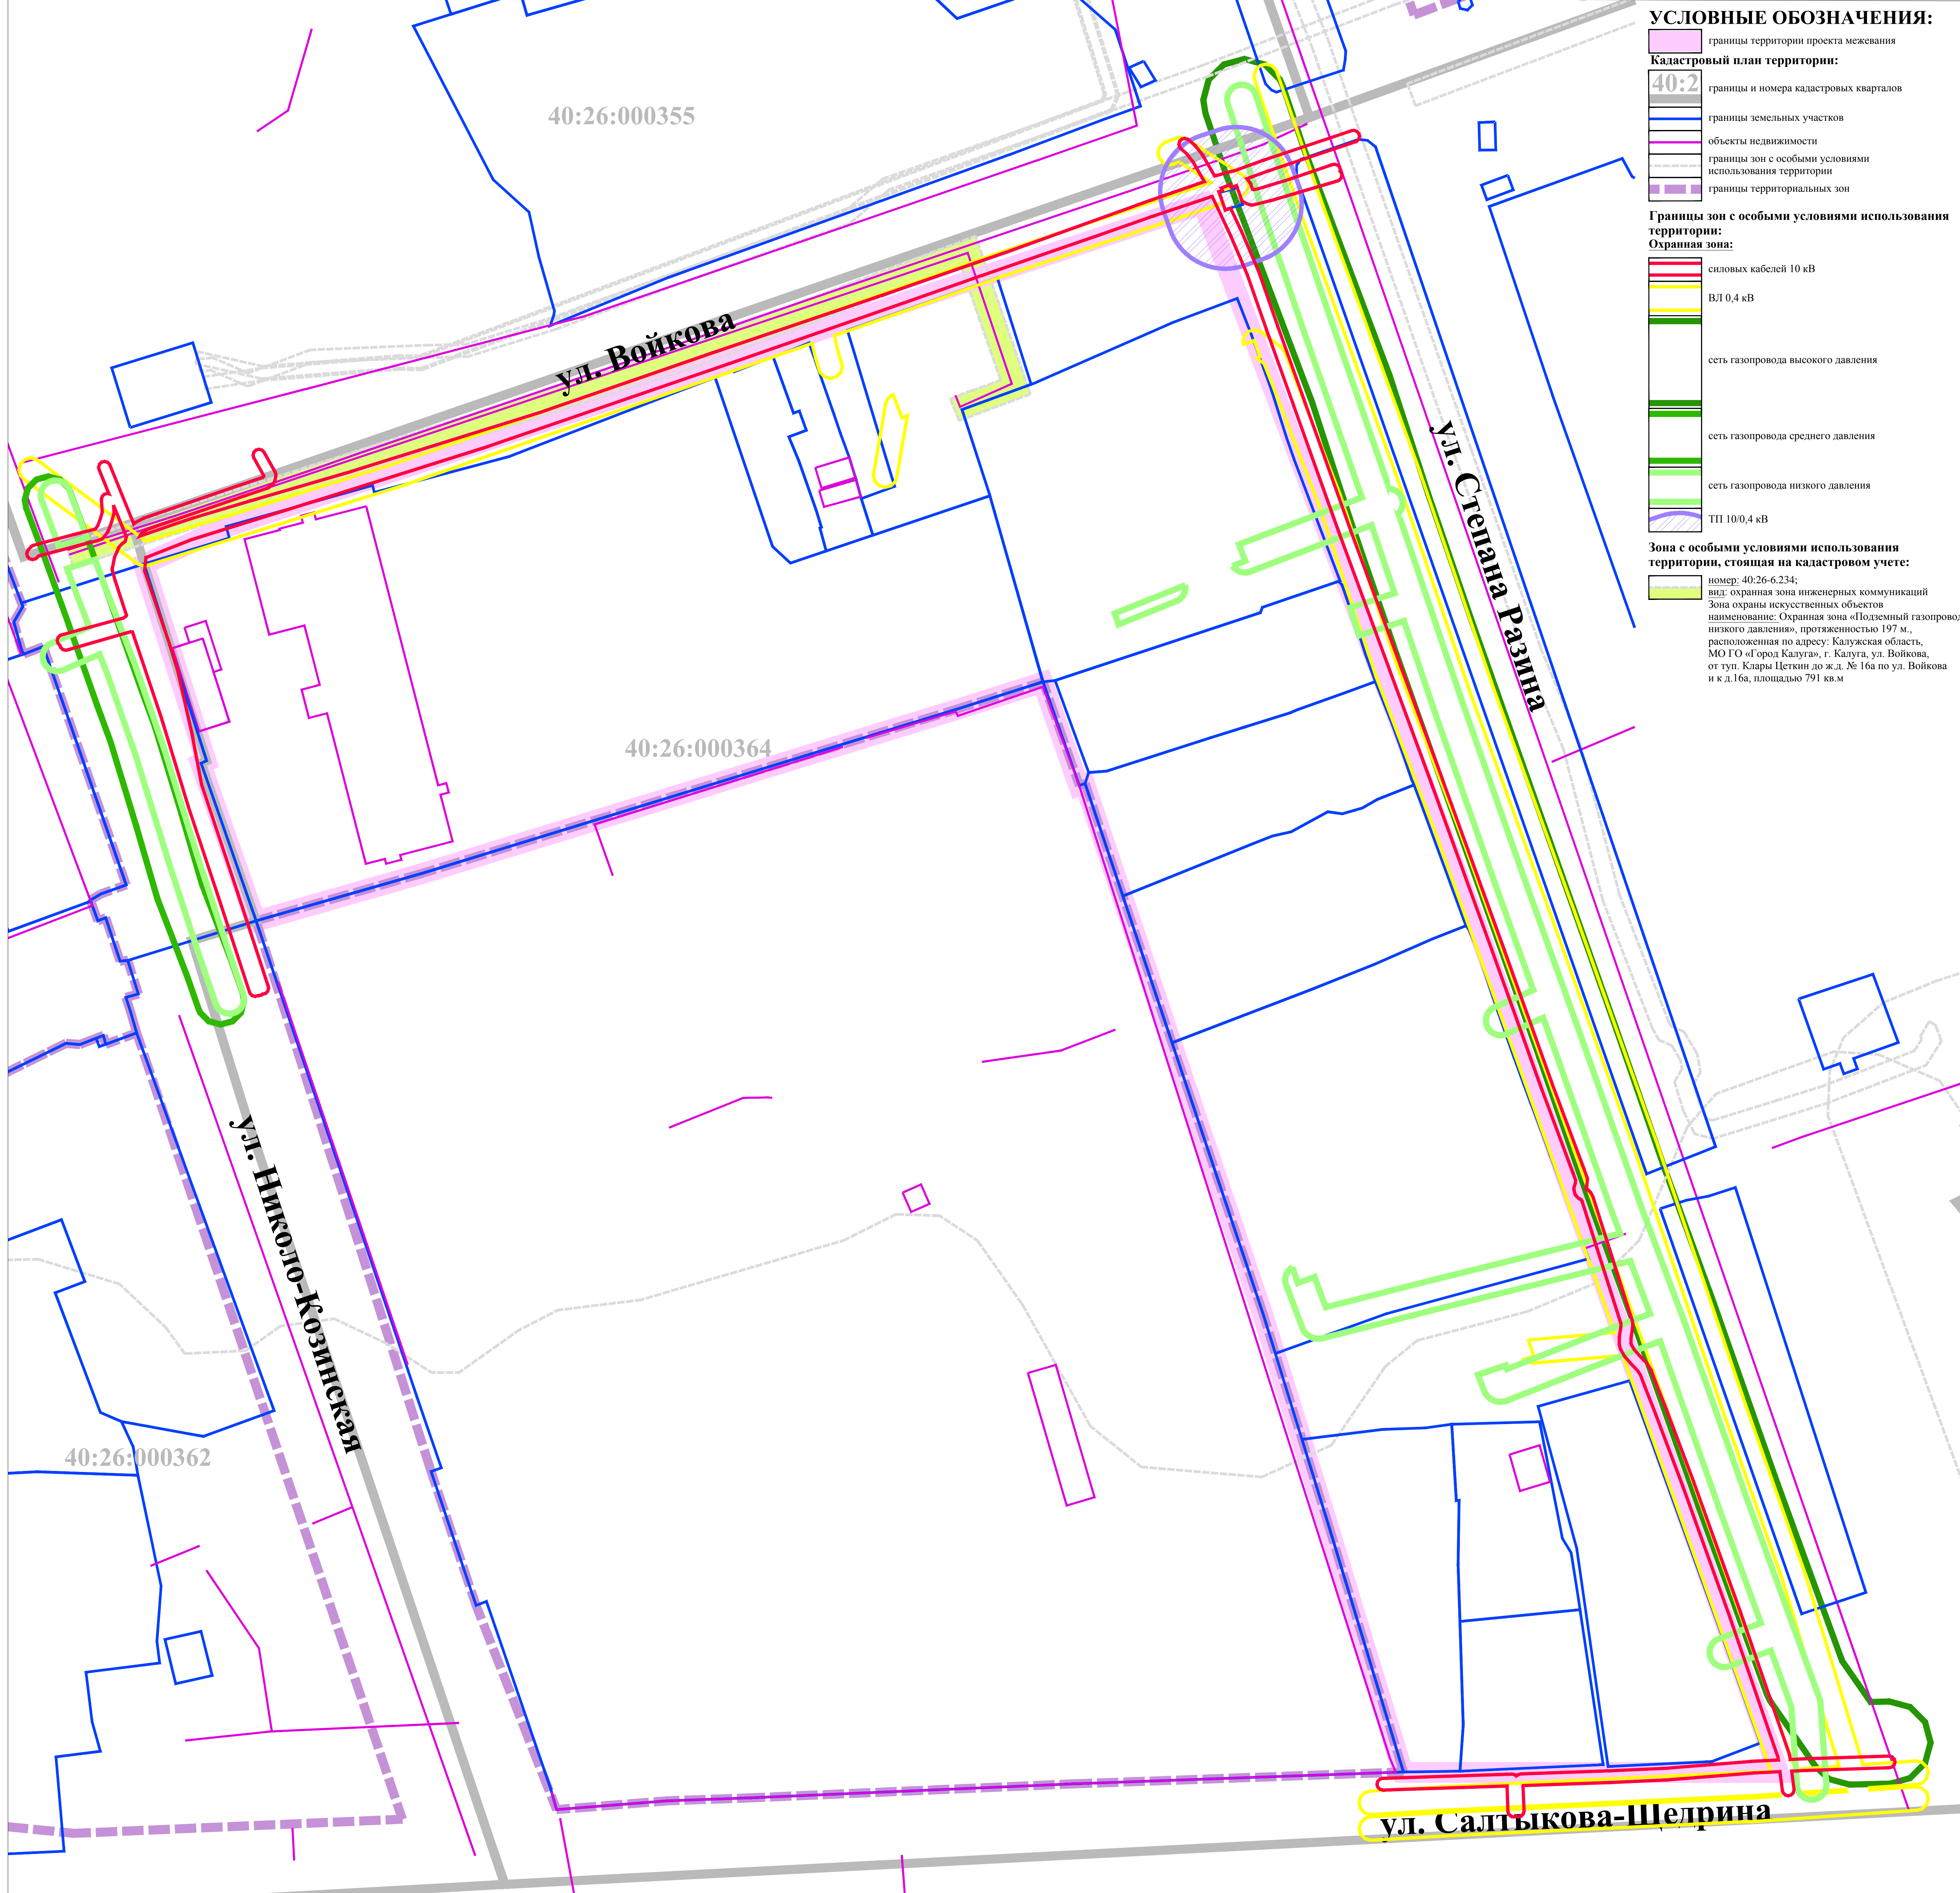 УСЛОВНЫЕ ОБОЗНАЧЕНИЯ:
границы территории проекта межевания
Кадастровый план территории:
40:2
границы и номера кадастровых кварталов
границы земельных участков
объекты недвижимости
границы зон с особыми условиями
использования территории
границы территориальных зон
Границы зон с особыми условиями использования
территории:
Охранная зона:
силовых кабелей 10 кВ
ВЛ 0,4 кВ
сеть газопровода высокого давления
сеть газопровода среднего давления
сеть газопровода низкого давления
ТП 10/0,4 кВ
Зона с особыми условиями использования
территории, стоящая на кадастровом учете:
номер: 40:26-6.234;
вид: охранная зона инженерных коммуникаций
Зона охраны искусственных объектов
наименование: Охранная зона «Подземный газопровод
низкого давления», протяженностью 197 м.,
расположенная по адресу: Калужская область,
МО ГО «Город Калуга», г. Калуга, ул. Войкова,
от туп. Клары Цеткин до ж.д. № 16а по ул. Войкова
и к д.16а, площадью 791 кв.м
40:26:000355
ул. Войкова
ул. Степана Разина
40:26:000364
ул. Николо-Козинская
40:26:000362
ул. Салтыкова-Щедрина